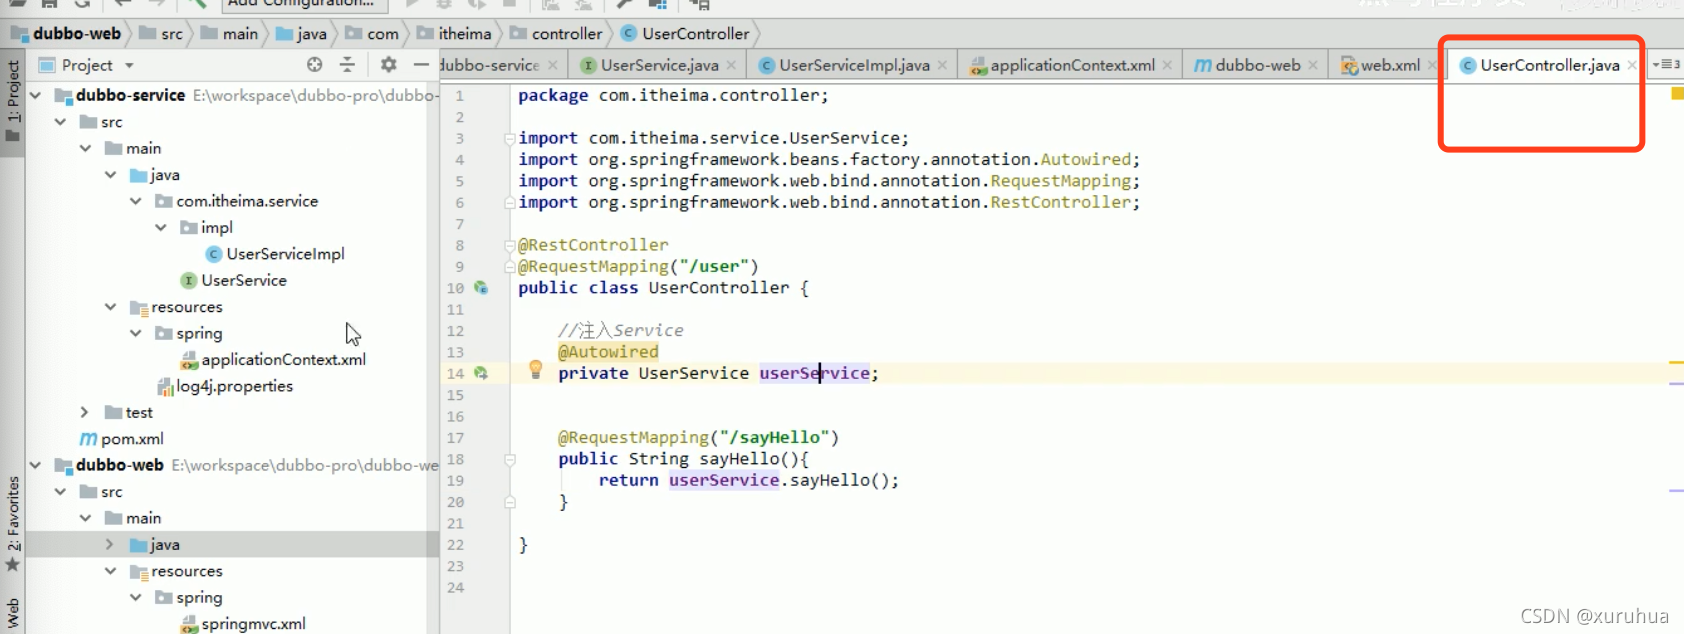 Add Configuration...
dubbo-web src main java com itheima controller UserController
1: Project
Project
dubbo-service UserService.java UserServiceImpl.java applicationContext.xml dubbo-web web.xml UserController.java 3
dubbo-service E:\workspace\dubbo-pro\dubbo-
src
main
java
com.itheima.service
impl
UserServiceImpl
UserService
resources
spring
applicationContext.xml
log4j.properties
test
pom.xml
dubbo-web E:\workspace\dubbo-pro\dubbo-we
src
main
java
resources
spring
springmvc.xml
2: Favorites
Web
1 package com.itheima.controller;
2
3 import com.itheima.service.UserService;
4 import org.springframework.beans.factory.annotation.Autowired;
5 import org.springframework.web.bind.annotation.RequestMapping;
6 import org.springframework.web.bind.annotation.RestController;
7
8 @RestController
9 @RequestMapping("/user")
10 public class UserController {
11
12 //注入Service
13 @Autowired
14 private UserService userService;
15
16
17 @RequestMapping("/sayHello")
18 public String sayHello(){
19 return userService.sayHello();
20 }
21
22 }
23
24
CSDN @xuruhua